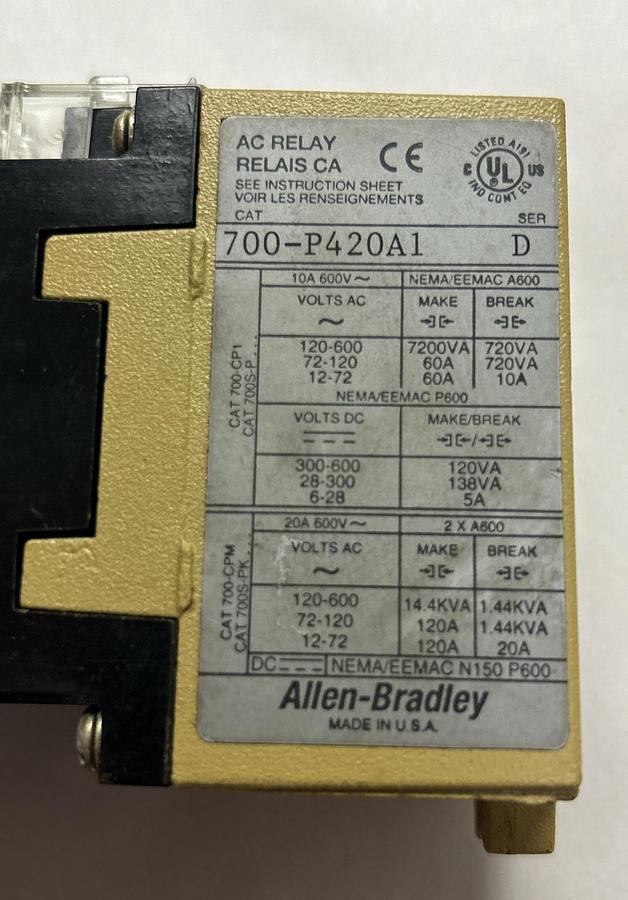 AC RELAY
RELAIS CA
CE
LISTED A191
C UL US
IND CONT EQ
SEE INSTRUCTION SHEET
VOIR LES RENSEIGNEMENTS
CAT SER
700-P420A1 D
CAT 700-CP1
CAT 700S-P...
10A 600V~ NEMA/EEMAC A600
VOLTS AC MAKE BREAK
~
120-600 7200VA 720VA
72-120 60A 720VA
12-72 60A 10A
NEMA/EEMAC P600
VOLTS DC MAKE/BREAK
/
300-600 120VA
28-300 138VA
6-28 5A
CAT 700-CPM
CAT 700S-PK...
20A 600V~ 2 X A600
VOLTS AC MAKE BREAK
~
120-600 14.4KVA 1.44KVA
72-120 120A 1.44KVA
12-72 120A 20A
DC NEMA/EEMAC N150 P600
Allen-Bradley
MADE IN U.S.A.